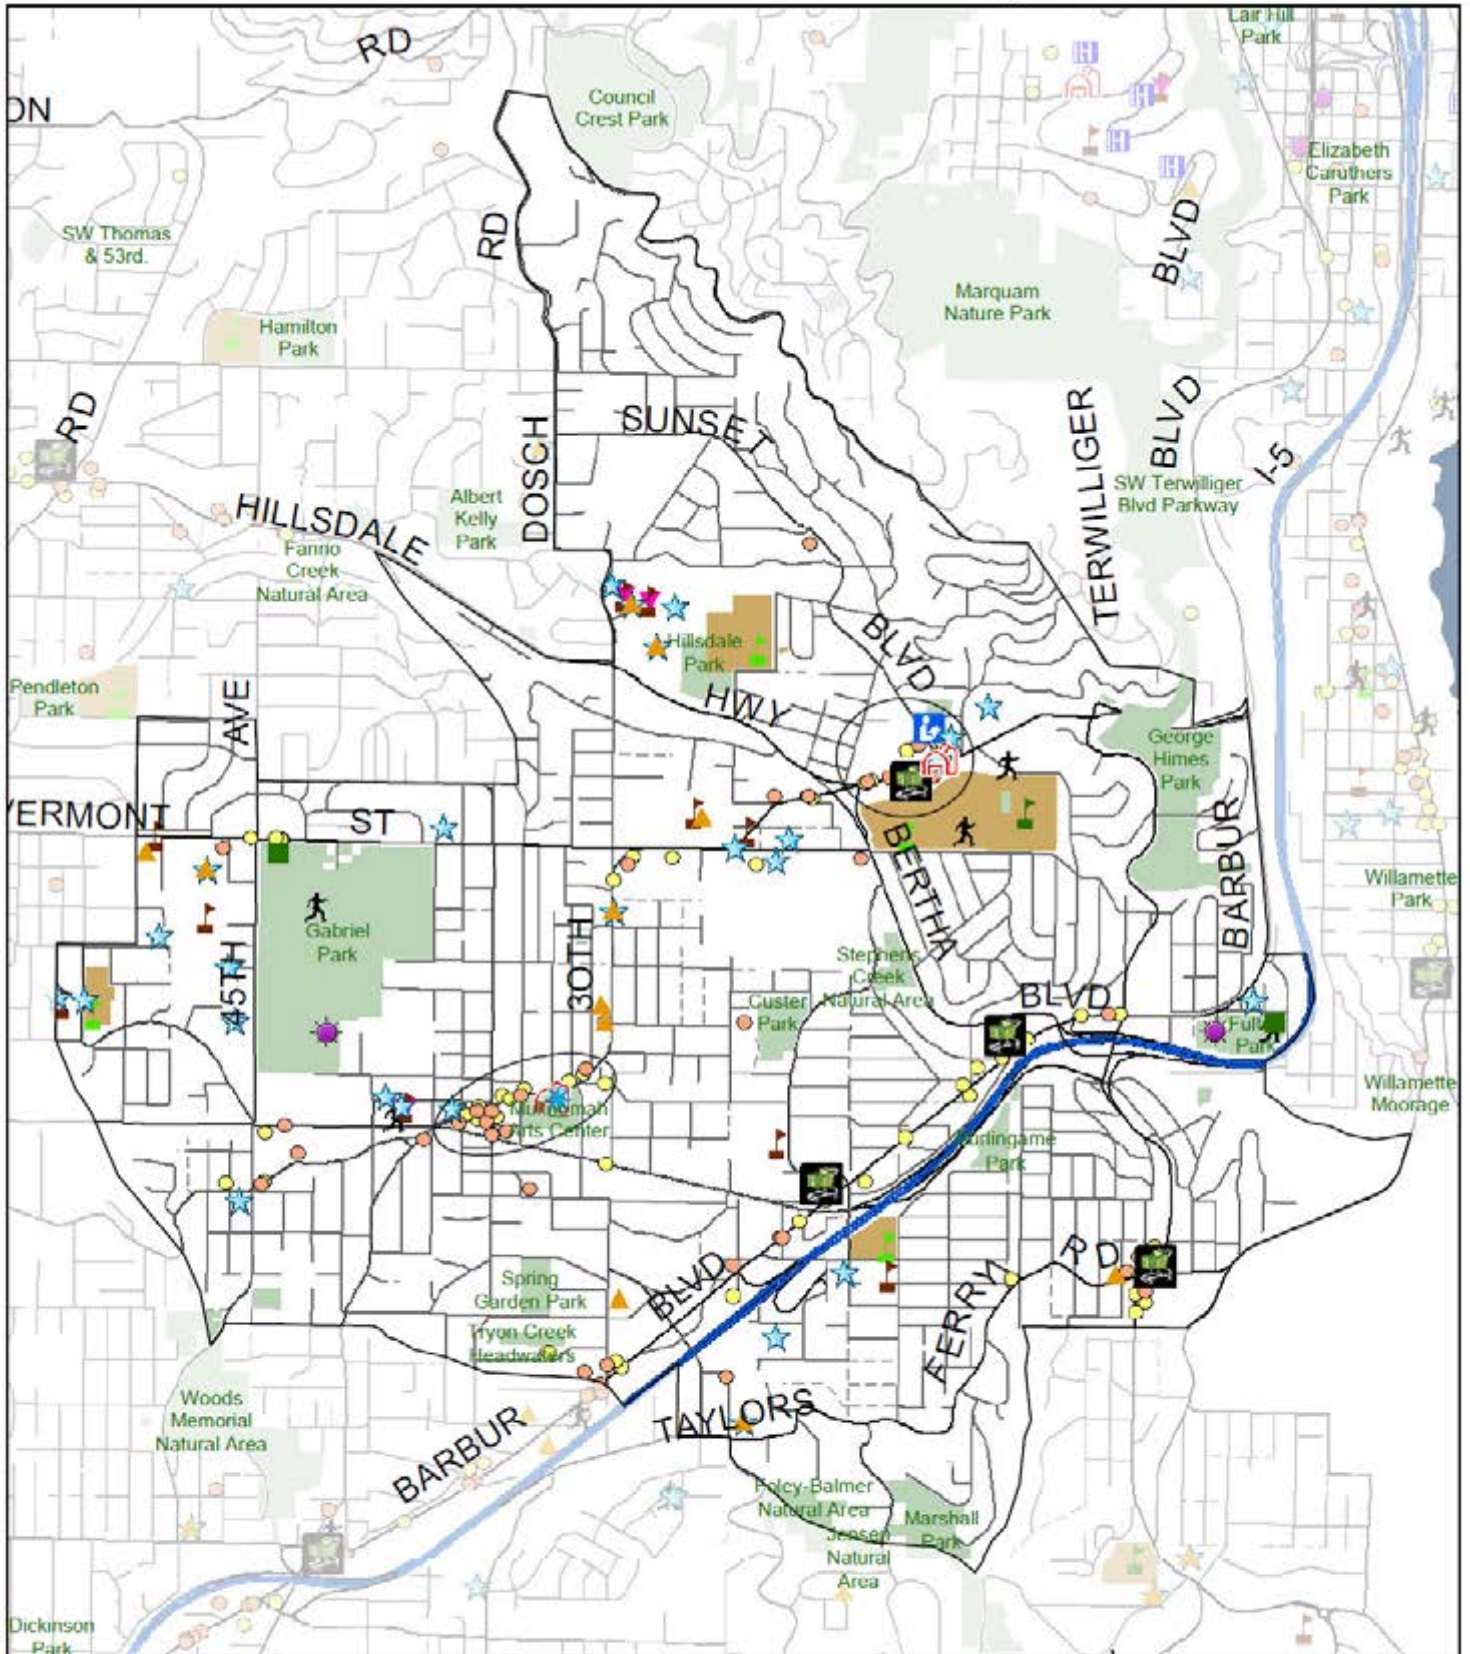 Lair Hill
Park
RD
ON
Council
Crest Park
Elizabeth
Caruthers
Park
SW Thomas
& 53rd.
RD
BLVD
Marquam
Nature Park
Hamilton
Park
RD
SUNSET
DOSCH
TERWILLIGER
BLVD
I-5
SW Terwilliger
Blvd Parkway
Albert
Kelly
Park
HILLSDALE
Fanno
Creek
Natural Area
Hillsdale
Park
BLVD
HWY
Pendleton
Park
AVE
George
Himes
Park
VERMONT
ST
BERTHA
BARBUR
Willamette
Park
Gabriel
Park
45TH
30TH
Stephens
Creek
Natural Area
Custer
Park
BLVD
Park
Arts Center
Willamette
Moorage
Park
Spring
Garden Park
BLVD
RD
FERRY
Tryon Creek
Headwaters
Woods
Memorial
Natural Area
BARBUR
TAYLORS
Foley-Balmer
Natural Area
Marshall
Park
Jensen
Natural
Area
Dickinson
Park